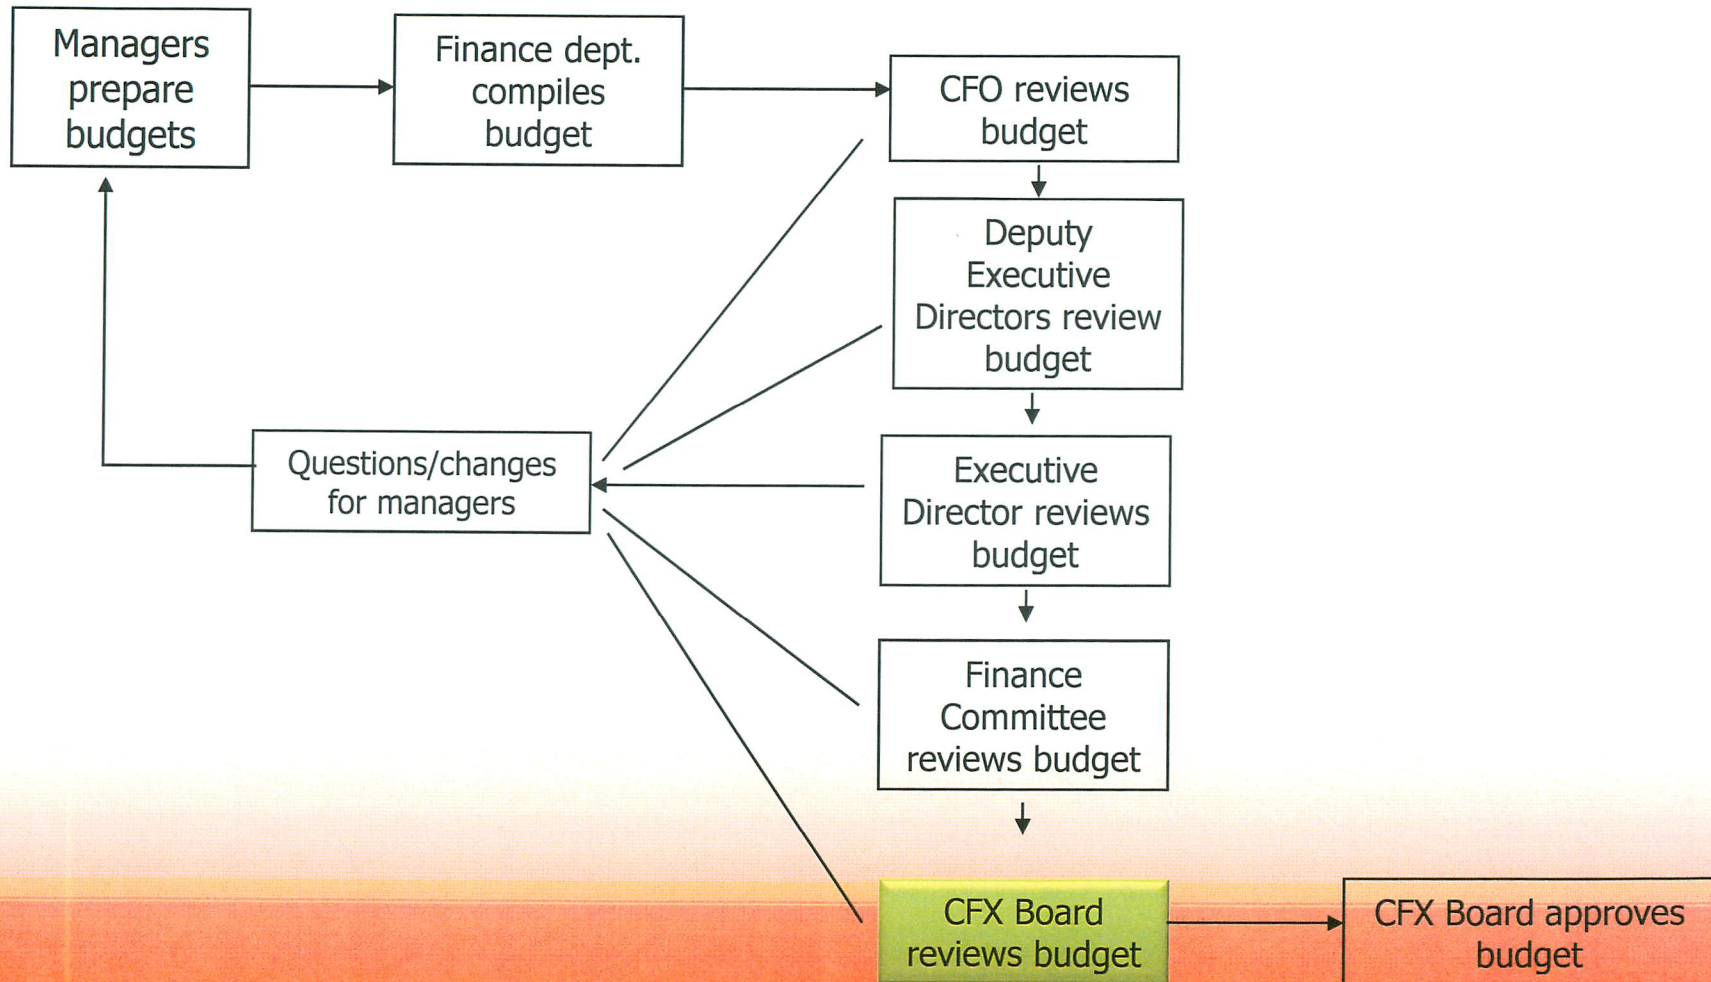 Managers
prepare
budgets
Finance dept.
compiles
budget
CFO reviews
budget
Deputy
Executive
Directors review
budget
Questions/changes
for managers
Executive
Director reviews
budget
Finance
Committee
reviews budget
CFX Board
reviews budget
CFX Board approves
budget